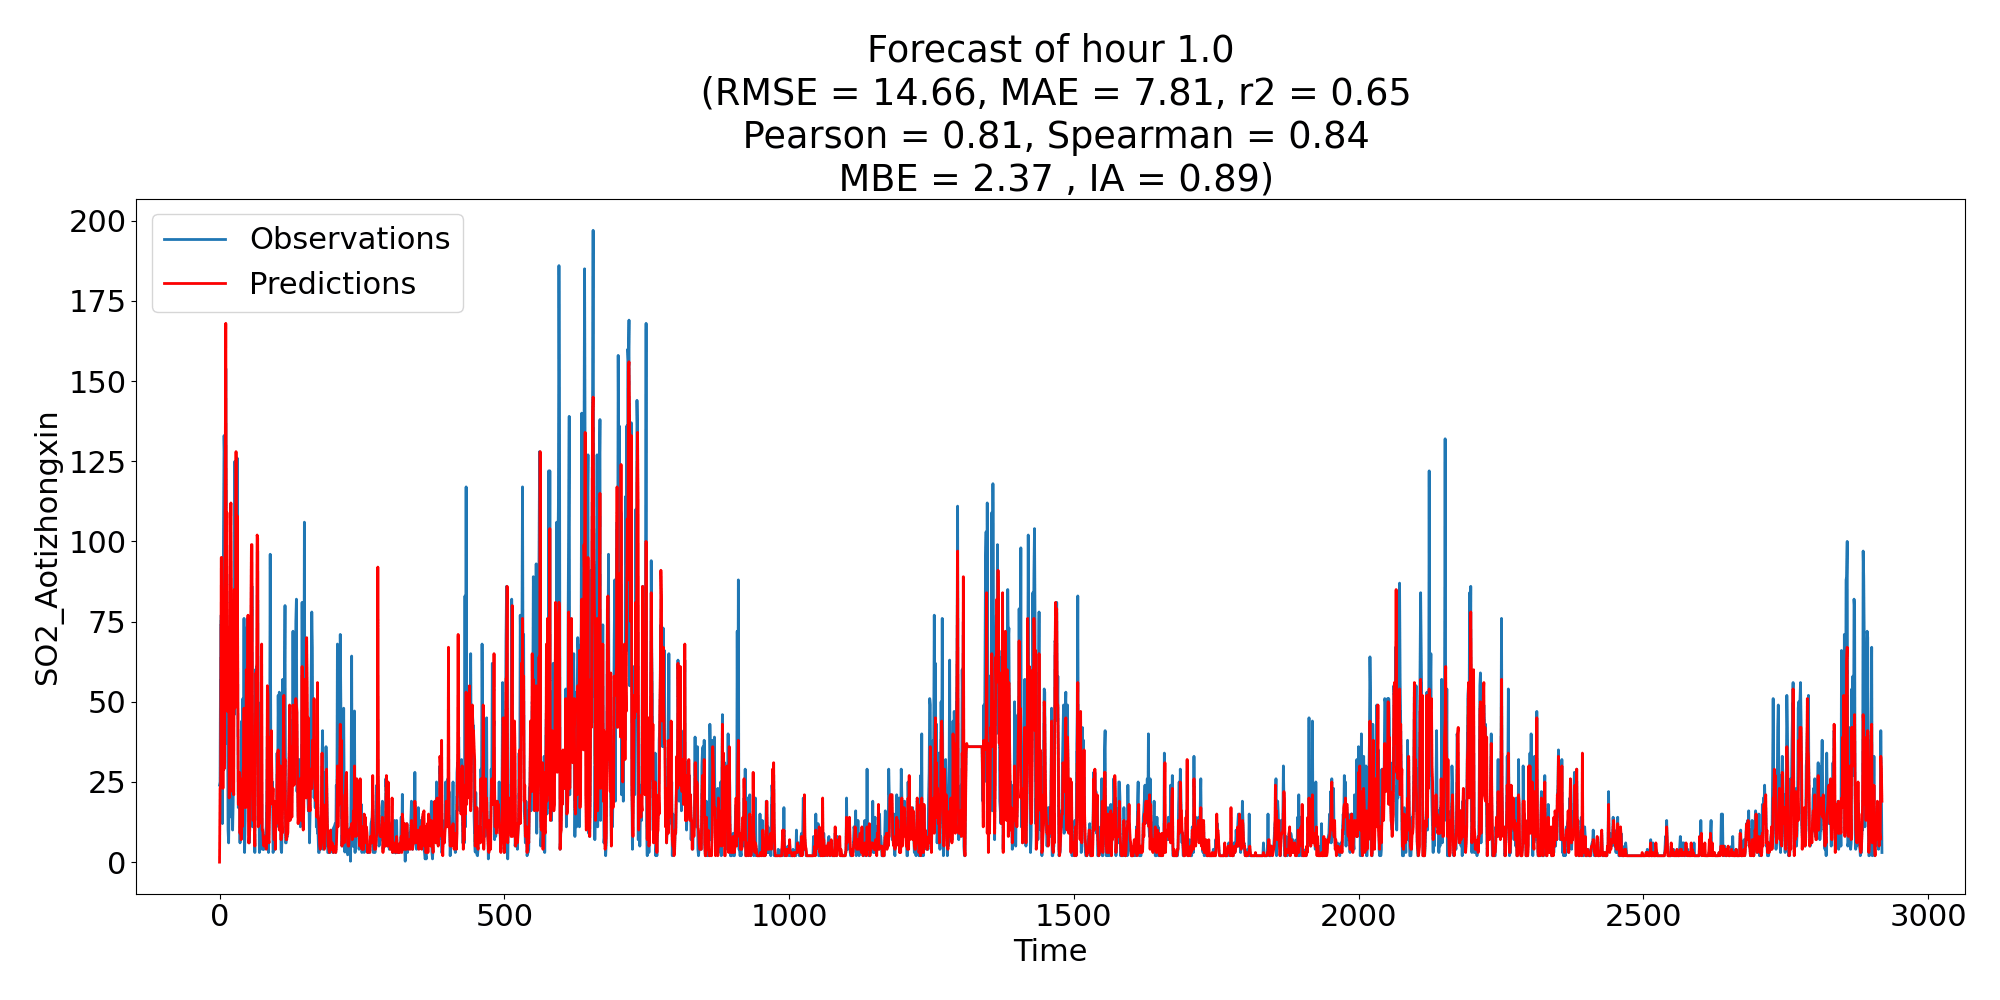 Forecast of hour 1.0
(RMSE = 14.66, MAE = 7.81, r2 = 0.65
Pearson = 0.81, Spearman = 0.84
MBE = 2.37 , IA = 0.89)
Observations
Predictions
SO2_Aotizhongxin
200
175
150
125
100
75
50
25
0
0 500 1000 1500 2000 2500 3000
Time